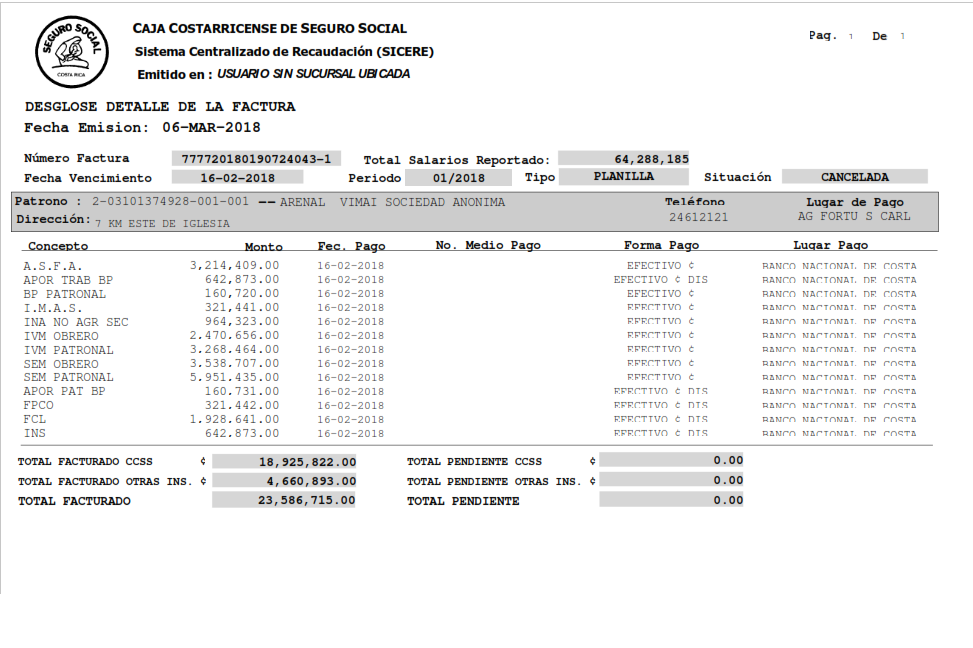 SEGURO SOCIAL
COSTA RICA
CAJA COSTARRICENSE DE SEGURO SOCIAL
Sistema Centralizado de Recaudación (SICERE)
Emitido en : USUARIO SIN SUCURSAL UBICADA
Pag. 1 De 1
DESGLOSE DETALLE DE LA FACTURA
Fecha Emision: 06-MAR-2018
Número Factura 777720180190724043-1 Total Salarios Reportado: 64,288,185
Fecha Vencimiento 16-02-2018 Periodo 01/2018 Tipo PLANILLA Situación CANCELADA
Patrono : 2-03101374928-001-001 -- ARENAL VIMAI SOCIEDAD ANONIMA Teléfono Lugar de Pago
Dirección: 7 KM ESTE DE IGLESIA 24612121 AG FORTU S CARL
Concepto Monto Fec. Pago No. Medio Pago Forma Pago Lugar Pago
A.S.F.A. 3,214,409.00 16-02-2018 EFECTIVO ¢ BANCO NACIONAL DE COSTA
APOR TRAB BP 642,873.00 16-02-2018 EFECTIVO ¢ DIS BANCO NACIONAL DE COSTA
BP PATRONAL 160,720.00 16-02-2018 EFECTIVO ¢ BANCO NACIONAL DE COSTA
I.M.A.S. 321,441.00 16-02-2018 EFECTIVO ¢ BANCO NACIONAL DE COSTA
INA NO AGR SEC 964,323.00 16-02-2018 EFECTIVO ¢ BANCO NACIONAL DE COSTA
IVM OBRERO 2,470,656.00 16-02-2018 EFECTIVO ¢ BANCO NACIONAL DE COSTA
IVM PATRONAL 3,268,464.00 16-02-2018 EFECTIVO ¢ BANCO NACIONAL DE COSTA
SEM OBRERO 3,538,707.00 16-02-2018 EFECTIVO ¢ BANCO NACIONAL DE COSTA
SEM PATRONAL 5,951,435.00 16-02-2018 EFECTIVO ¢ BANCO NACIONAL DE COSTA
APOR PAT BP 160,731.00 16-02-2018 EFECTIVO ¢ DIS BANCO NACIONAL DE COSTA
FPCO 321,442.00 16-02-2018 EFECTIVO ¢ DIS BANCO NACIONAL DE COSTA
FCL 1,928,641.00 16-02-2018 EFECTIVO ¢ DIS BANCO NACIONAL DE COSTA
INS 642,873.00 16-02-2018 EFECTIVO ¢ DIS BANCO NACIONAL DE COSTA
TOTAL FACTURADO CCSS ¢ 18,925,822.00 TOTAL PENDIENTE CCSS ¢ 0.00
TOTAL FACTURADO OTRAS INS. ¢ 4,660,893.00 TOTAL PENDIENTE OTRAS INS. ¢ 0.00
TOTAL FACTURADO 23,586,715.00 TOTAL PENDIENTE 0.00